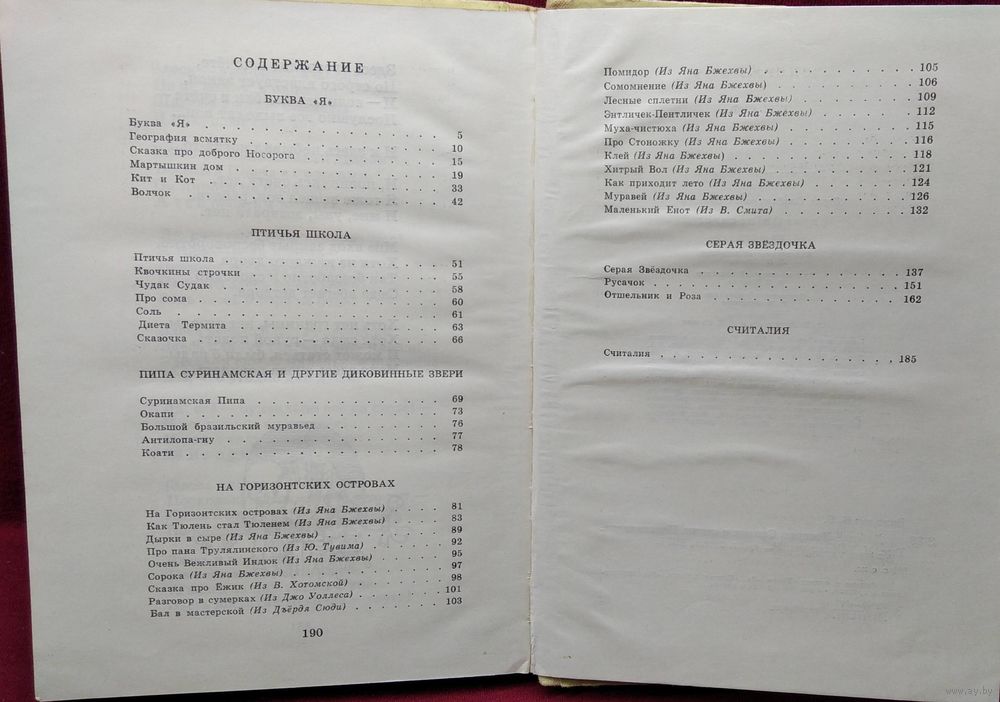 СОДЕРЖАНИЕ
БУКВА «Я»
Буква «Я» . . . . . . . . . . . . . . 5
География всмятку . . . . . . . . . . . . 10
Сказка про доброго Носорога . . . . . . . . 15
Мартышкин дом . . . . . . . . . . . . . 19
Кит и Кот . . . . . . . . . . . . . . 33
Волчок . . . . . . . . . . . . . . . 42
ПТИЧЬЯ ШКОЛА
Птичья школа . . . . . . . . . . . . . 51
Квочкины строчки . . . . . . . . . . . . 55
Чудак Судак . . . . . . . . . . . . . 58
Про сома . . . . . . . . . . . . . . 60
Соль . . . . . . . . . . . . . . . . 61
Диета Термита . . . . . . . . . . . . . 63
Сказочка . . . . . . . . . . . . . . 66
ПИПА СУРИНАМСКАЯ И ДРУГИЕ ДИКОВИННЫЕ ЗВЕРИ
Суринамская Пипа . . . . . . . . . . . 69
Окапи . . . . . . . . . . . . . . . 73
Большой бразильский муравьед . . . . . . . 76
Антилопа-гну . . . . . . . . . . . . . 77
Коати . . . . . . . . . . . . . . . 78
НА ГОРИЗОНТСКИХ ОСТРОВАХ
На Горизонтских островах (Из Яна Бжехвы) . . . . 81
Как Тюлень стал Тюленем (Из Яна Бжехвы) . . . . 83
Дырки в сыре (Из Яна Бжехвы) . . . . . . . . 89
Про пана Трулялинского (Из Ю. Тувима) . . . . . 92
Очень Вежливый Индюк (Из Яна Бжехвы) . . . . . 95
Сорока (Из Яна Бжехвы) . . . . . . . . . . 97
Сказка про Ёжик (Из В. Хотомской) . . . . . . 98
Разговор в сумерках (Из Джо Уоллеса) . . . . . . 101
Бал в мастерской (Из Дъёрдя Сюди) . . . . . . 103
190
Помидор (Из Яна Бжехвы) . . . . . . . . . . 105
Сомомнение (Из Яна Бжехвы) . . . . . . . . . 106
Лесные сплетни (Из Яна Бжехвы) . . . . . . . . 109
Энтличек-Пентличек (Из Яна Бжехвы) . . . . . . 112
Муха-чистюха (Из Яна Бжехвы) . . . . . . . . 115
Про Стоножку (Из Яна Бжехвы) . . . . . . . . 116
Клей (Из Яна Бжехвы) . . . . . . . . . . . 118
Хитрый Вол (Из Яна Бжехвы) . . . . . . . . . 121
Как приходит лето (Из Яна Бжехвы) . . . . . . . 124
Муравей (Из Яна Бжехвы) . . . . . . . . . . 126
Маленький Енот (Из В. Смита) . . . . . . . . 132
СЕРАЯ ЗВЁЗДОЧКА
Серая Звёздочка . . . . . . . . . . . . . 137
Русачок . . . . . . . . . . . . . . . . 151
Отшельник и Роза . . . . . . . . . . . . 162
СЧИТАЛИЯ
Считалия . . . . . . . . . . . . . . . 185
www.ay.by